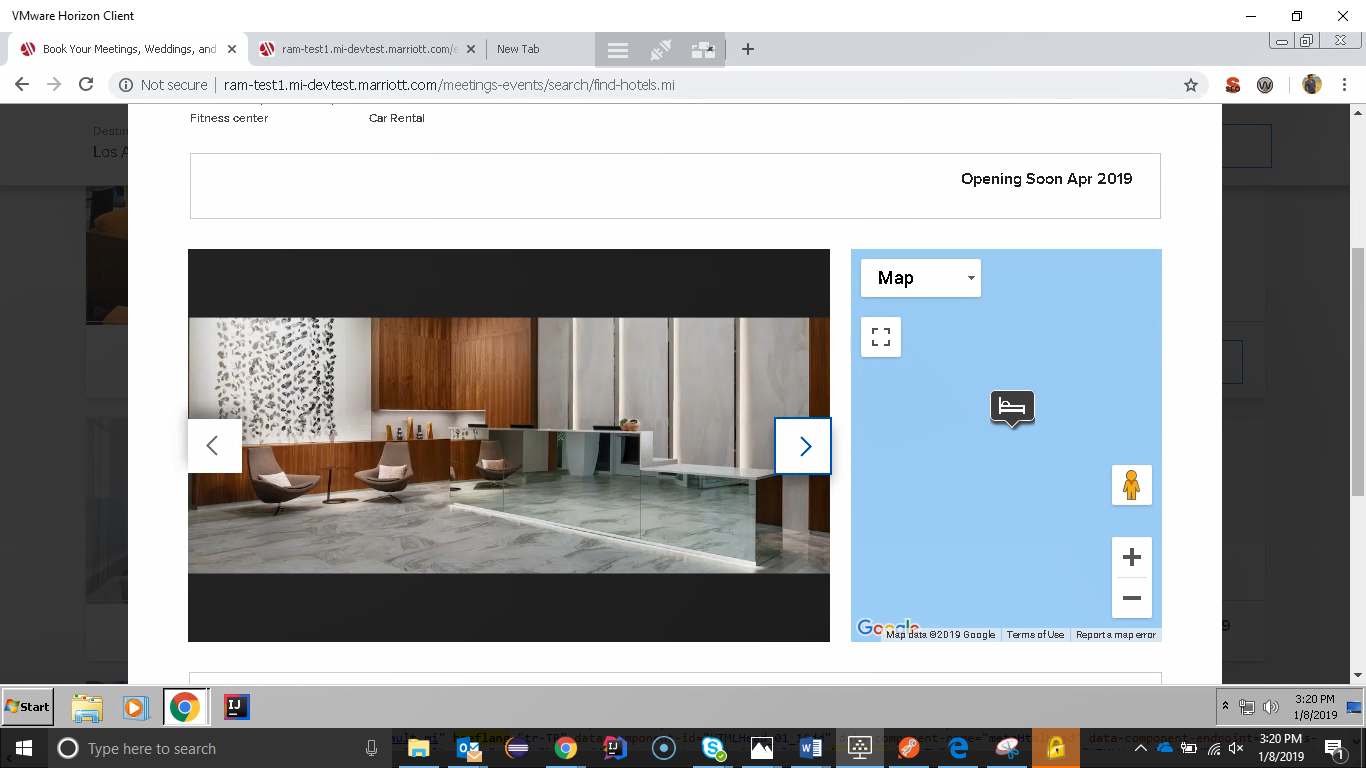 VMware Horizon Client
Book Your Meetings, Weddings, and
ram-test1.mi-devtest.marriott.com/e
New Tab
Not secure
ram-test1.mi-devtest.marriott.com/meetings-events/search/find-hotels.mi
Fitness center
Car Rental
Destin
Los A
Opening Soon Apr 2019
Map
Google
Map data ©2019 Google
Terms of Use
Report a map error
9
Start
IJ
3:20 PM
1/8/2019
Type here to search
3:20 PM
1/8/2019
1